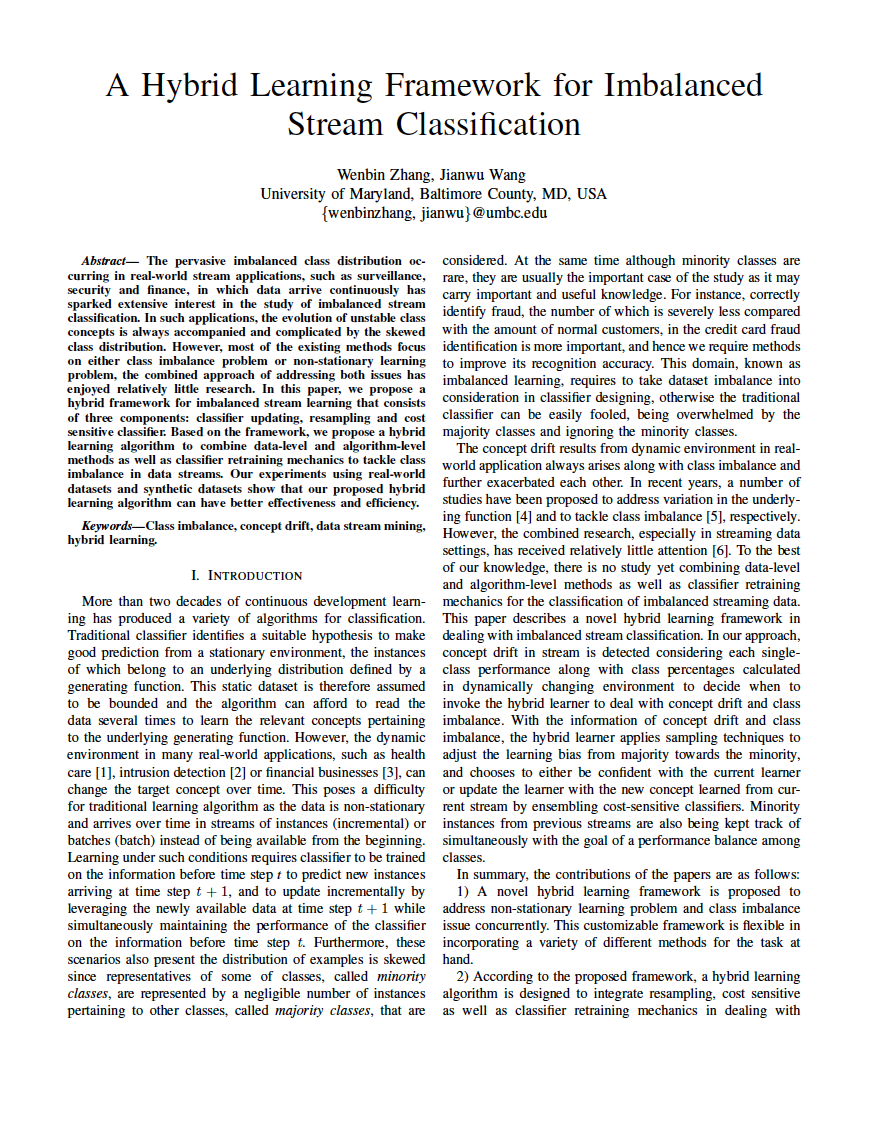 A Hybrid Learning Framework for Imbalanced
Stream Classification
Wenbin Zhang, Jianwu Wang
University of Maryland, Baltimore County, MD, USA
{wenbinzhang, jianwu}@umbc.edu
Abstract— The pervasive imbalanced class distribution oc-
curring in real-world stream applications, such as surveillance,
security and finance, in which data arrive continuously has
sparked extensive interest in the study of imbalanced stream
classification. In such applications, the evolution of unstable class
concepts is always accompanied and complicated by the skewed
class distribution. However, most of the existing methods focus
on either class imbalance problem or non-stationary learning
problem, the combined approach of addressing both issues has
enjoyed relatively little research. In this paper, we propose a
hybrid framework for imbalanced stream learning that consists
of three components: classifier updating, resampling and cost
sensitive classifier. Based on the framework, we propose a hybrid
learning algorithm to combine data-level and algorithm-level
methods as well as classifier retraining mechanics to tackle class
imbalance in data streams. Our experiments using real-world
datasets and synthetic datasets show that our proposed hybrid
learning algorithm can have better effectiveness and efficiency.
Keywords—Class imbalance, concept drift, data stream mining,
hybrid learning.
I. INTRODUCTION
More than two decades of continuous development learn-
ing has produced a variety of algorithms for classification.
Traditional classifier identifies a suitable hypothesis to make
good prediction from a stationary environment, the instances
of which belong to an underlying distribution defined by a
generating function. This static dataset is therefore assumed
to be bounded and the algorithm can afford to read the
data several times to learn the relevant concepts pertaining
to the underlying generating function. However, the dynamic
environment in many real-world applications, such as health
care [1], intrusion detection [2] or financial businesses [3], can
change the target concept over time. This poses a difficulty
for traditional learning algorithm as the data is non-stationary
and arrives over time in streams of instances (incremental) or
batches (batch) instead of being available from the beginning.
Learning under such conditions requires classifier to be trained
on the information before time step t to predict new instances
arriving at time step t + 1, and to update incrementally by
leveraging the newly available data at time step t + 1 while
simultaneously maintaining the performance of the classifier
on the information before time step t. Furthermore, these
scenarios also present the distribution of examples is skewed
since representatives of some of classes, called minority
classes, are represented by a negligible number of instances
pertaining to other classes, called majority classes, that are
considered. At the same time although minority classes are
rare, they are usually the important case of the study as it may
carry important and useful knowledge. For instance, correctly
identify fraud, the number of which is severely less compared
with the amount of normal customers, in the credit card fraud
identification is more important, and hence we require methods
to improve its recognition accuracy. This domain, known as
imbalanced learning, requires to take dataset imbalance into
consideration in classifier designing, otherwise the traditional
classifier can be easily fooled, being overwhelmed by the
majority classes and ignoring the minority classes.
The concept drift results from dynamic environment in real-
world application always arises along with class imbalance and
further exacerbated each other. In recent years, a number of
studies have been proposed to address variation in the underly-
ing function [4] and to tackle class imbalance [5], respectively.
However, the combined research, especially in streaming data
settings, has received relatively little attention [6]. To the best
of our knowledge, there is no study yet combining data-level
and algorithm-level methods as well as classifier retraining
mechanics for the classification of imbalanced streaming data.
This paper describes a novel hybrid learning framework in
dealing with imbalanced stream classification. In our approach,
concept drift in stream is detected considering each single-
class performance along with class percentages calculated
in dynamically changing environment to decide when to
invoke the hybrid learner to deal with concept drift and class
imbalance. With the information of concept drift and class
imbalance, the hybrid learner applies sampling techniques to
adjust the learning bias from majority towards the minority,
and chooses to either be confident with the current learner
or update the learner with the new concept learned from cur-
rent stream by ensembling cost-sensitive classifiers. Minority
instances from previous streams are also being kept track of
simultaneously with the goal of a performance balance among
classes.
In summary, the contributions of the papers are as follows:
1) A novel hybrid learning framework is proposed to
address non-stationary learning problem and class imbalance
issue concurrently. This customizable framework is flexible in
incorporating a variety of different methods for the task at
hand.
2) According to the proposed framework, a hybrid learning
algorithm is designed to integrate resampling, cost sensitive
as well as classifier retraining mechanics in dealing with